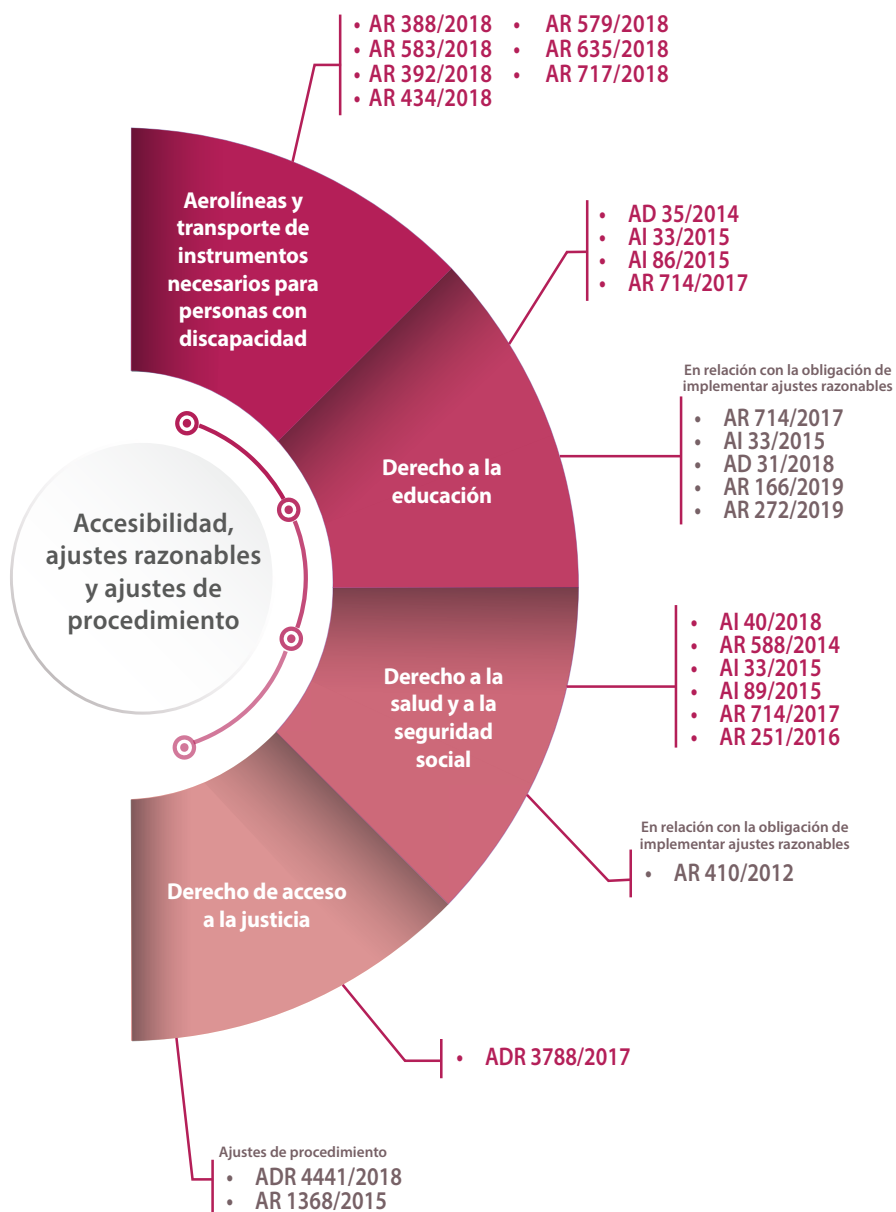 • AR 388/2018 • AR 579/2018
• AR 583/2018 • AR 635/2018
• AR 392/2018 • AR 717/2018
• AR 434/2018
Aerolíneas y
transporte de
instrumentos
necesarios para
personas con
discapacidad
• AD 35/2014
• AI 33/2015
• AI 86/2015
• AR 714/2017
En relación con la obligación de
implementar ajustes razonables
• AR 714/2017
• AI 33/2015
• AD 31/2018
• AR 166/2019
• AR 272/2019
Derecho a la
educación
Accesibilidad,
ajustes razonables
y ajustes de
procedimiento
• AI 40/2018
• AR 588/2014
• AI 33/2015
• AI 89/2015
• AR 714/2017
• AR 251/2016
Derecho a la
salud y a la
seguridad
social
En relación con la obligación de
implementar ajustes razonables
• AR 410/2012
Derecho de acceso
a la justicia
• ADR 3788/2017
Ajustes de procedimiento
• ADR 4441/2018
• AR 1368/2015